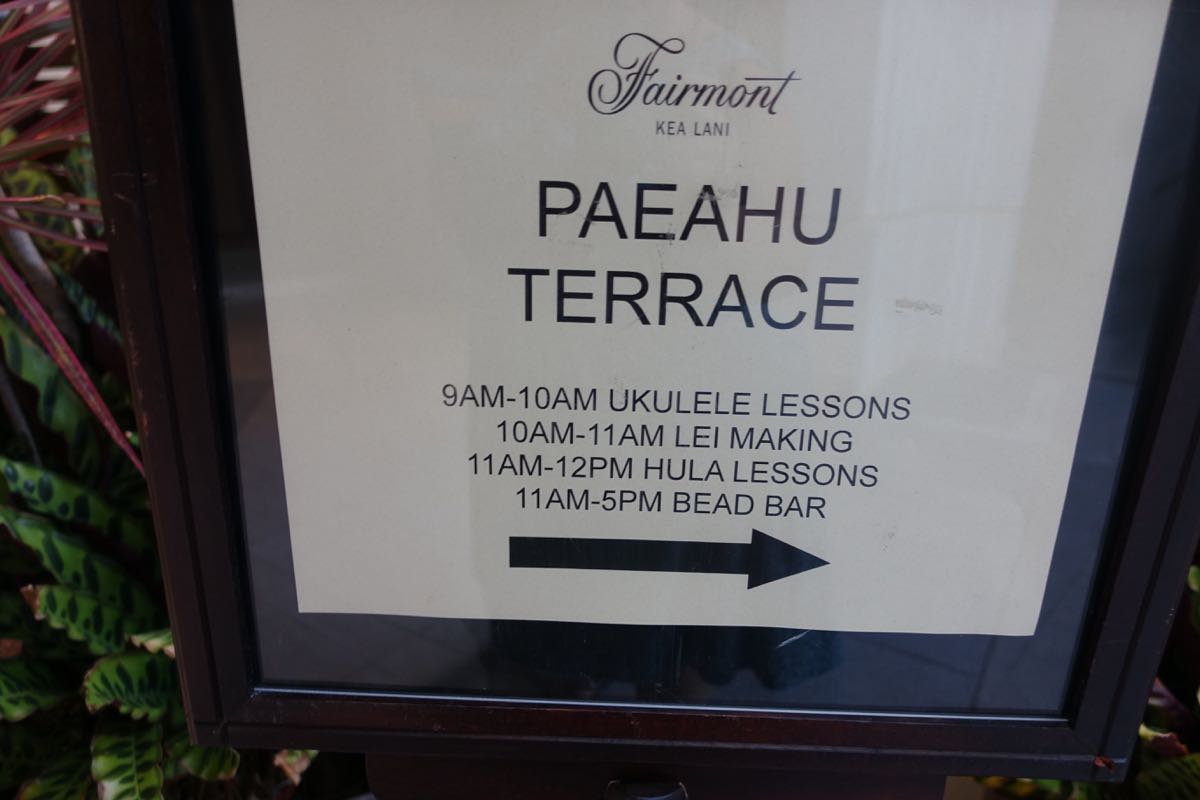 Fairmont
KEA LANI
PAEAHU
TERRACE
9AM-10AM UKULELE LESSONS
10AM-11AM LEI MAKING
11AM-12PM HULA LESSONS
11AM-5PM BEAD BAR